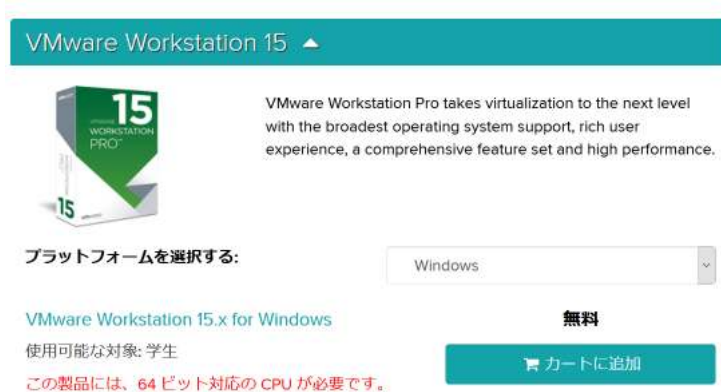 VMware Workstation 15
15
WORKSTATION
PRO™
15
VMware Workstation Pro takes virtualization to the next level
with the broadest operating system support, rich user
experience, a comprehensive feature set and high performance.
プラットフォームを選択する:
Windows
VMware Workstation 15.x for Windows
無料
使用可能な対象: 学生
カートに追加
この製品には、64 ビット対応の CPU が必要です。